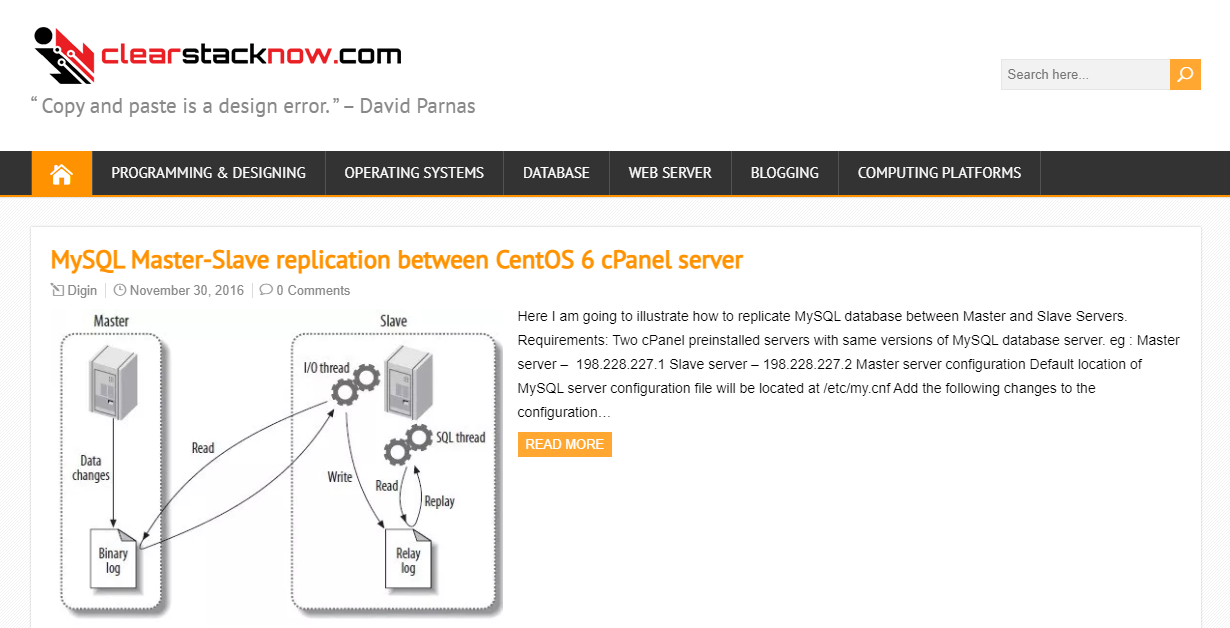 clearstacknow.com
“ Copy and paste is a design error. ” – David Parnas
Search here...
PROGRAMMING & DESIGNING
OPERATING SYSTEMS
DATABASE
WEB SERVER
BLOGGING
COMPUTING PLATFORMS
MySQL Master-Slave replication between CentOS 6 cPanel server
Digin
November 30, 2016
0 Comments
Master
Slave
I/O thread
SQL thread
Read
Data
changes
Write
Read
Replay
Binary
log
Relay
log
Here I am going to illustrate how to replicate MySQL database between Master and Slave Servers.
Requirements: Two cPanel preinstalled servers with same versions of MySQL database server. eg : Master
server – 198.228.227.1 Slave server – 198.228.227.2 Master server configuration Default location of
MySQL server configuration file will be located at /etc/my.cnf Add the following changes to the
configuration…
READ MORE